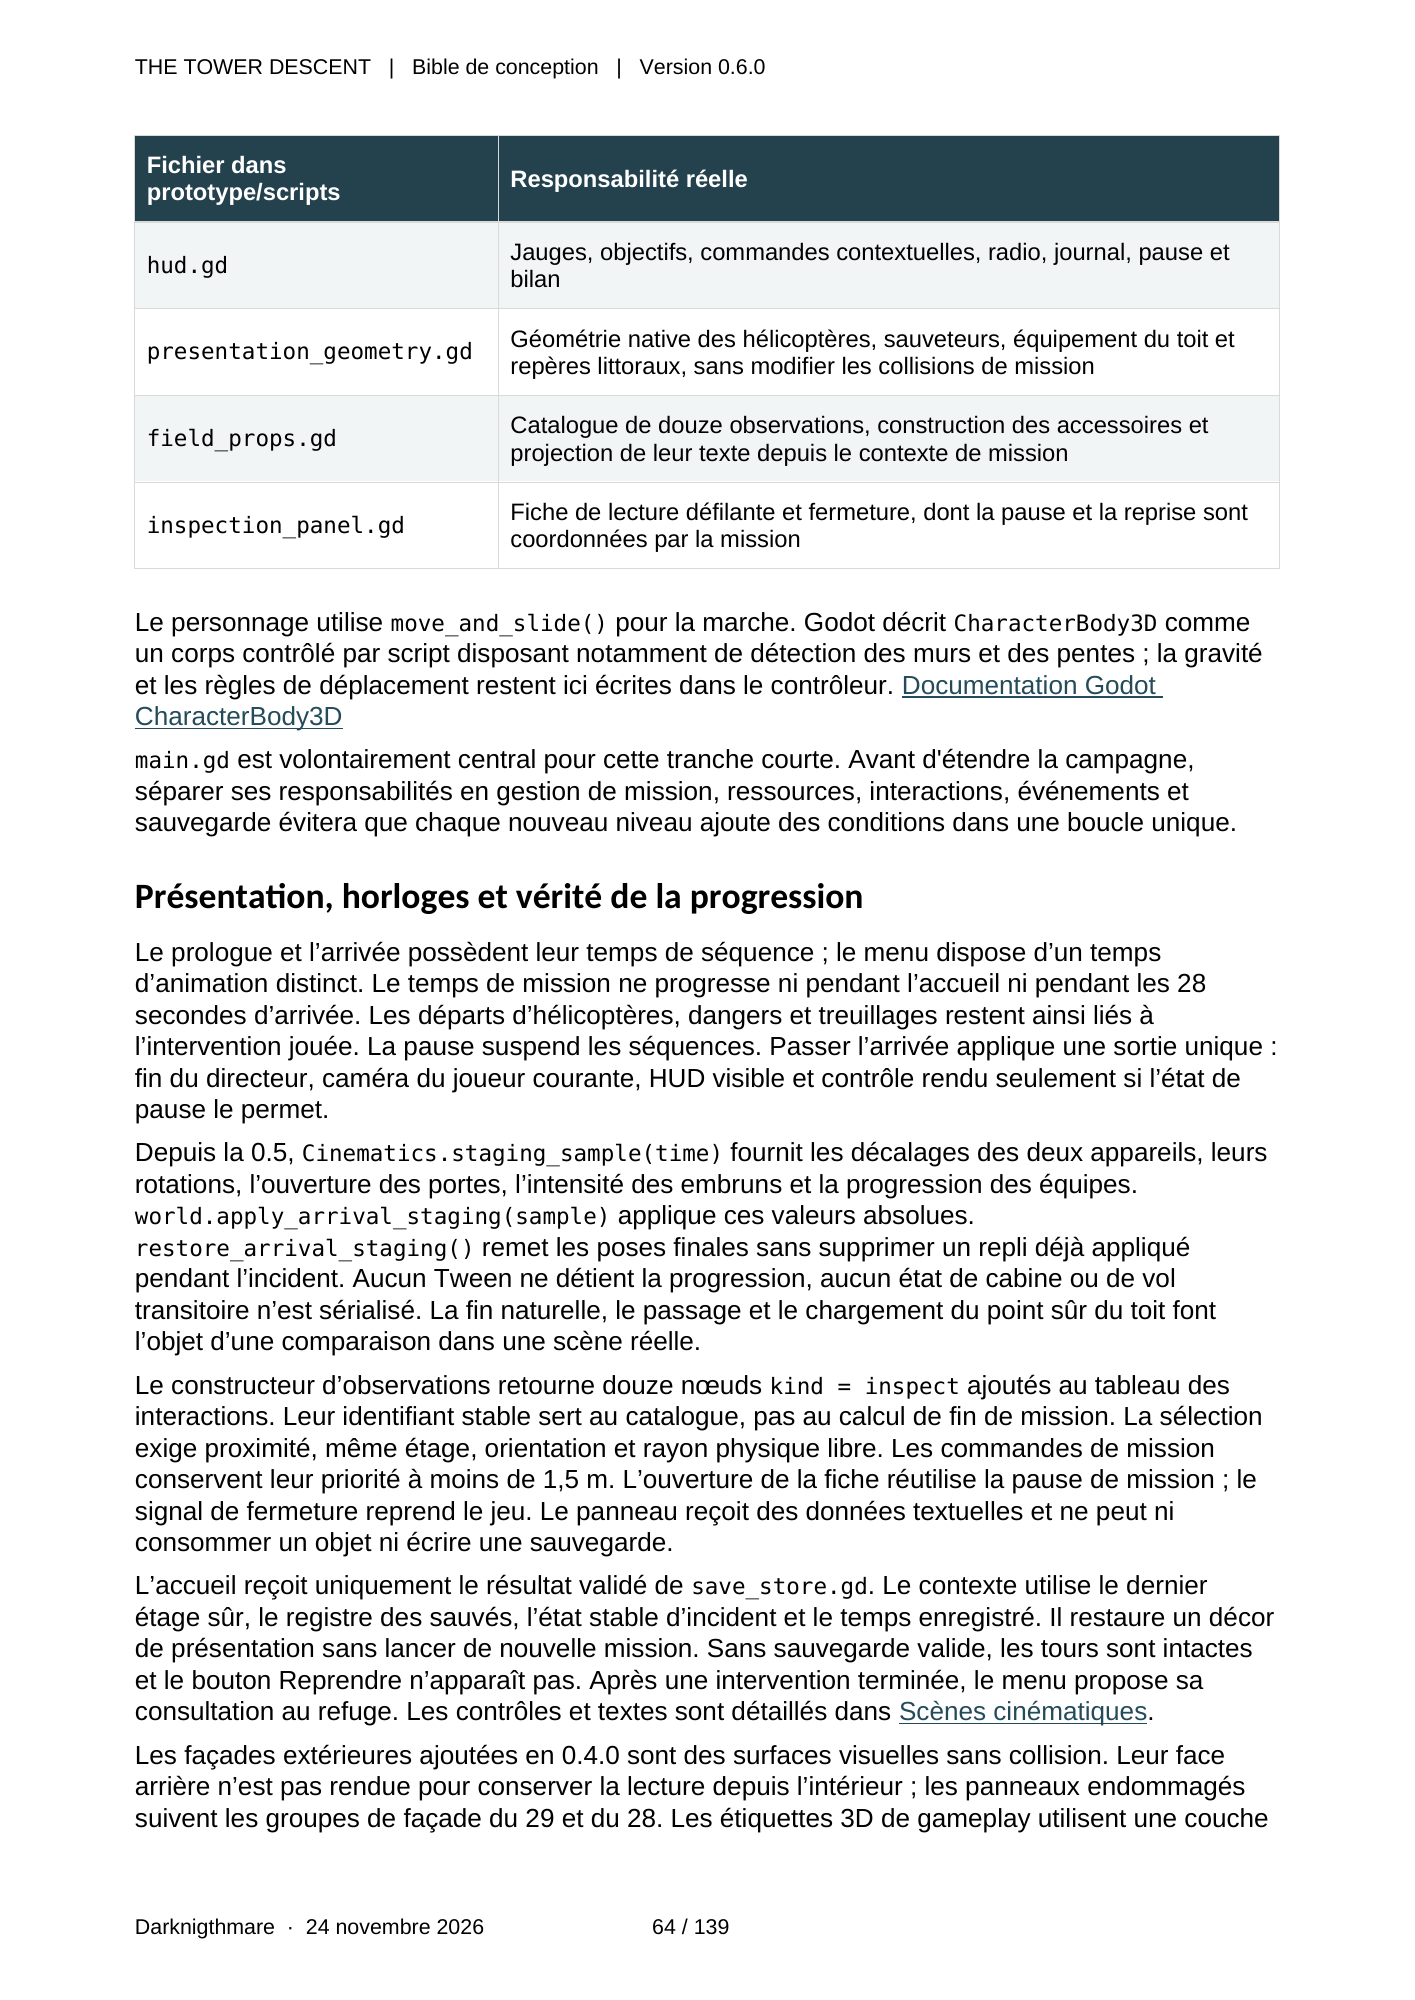 THE TOWER DESCENT | Bible de conception | Version 0.6.0
Fichier dans
prototype/scripts
Responsabilité réelle
hud.gd
Jauges, objectifs, commandes contextuelles, radio, journal, pause et
bilan
presentation_geometry.gd
Géométrie native des hélicoptères, sauveteurs, équipement du toit et
repères littoraux, sans modifier les collisions de mission
field_props.gd
Catalogue de douze observations, construction des accessoires et
projection de leur texte depuis le contexte de mission
inspection_panel.gd
Fiche de lecture défilante et fermeture, dont la pause et la reprise sont
coordonnées par la mission
Le personnage utilise move_and_slide() pour la marche. Godot décrit CharacterBody3D comme
un corps contrôlé par script disposant notamment de détection des murs et des pentes ; la gravité
et les règles de déplacement restent ici écrites dans le contrôleur. Documentation Godot
CharacterBody3D
main.gd est volontairement central pour cette tranche courte. Avant d'étendre la campagne,
séparer ses responsabilités en gestion de mission, ressources, interactions, événements et
sauvegarde évitera que chaque nouveau niveau ajoute des conditions dans une boucle unique.
Présentation, horloges et vérité de la progression
Le prologue et l’arrivée possèdent leur temps de séquence ; le menu dispose d’un temps
d’animation distinct. Le temps de mission ne progresse ni pendant l’accueil ni pendant les 28
secondes d’arrivée. Les départs d’hélicoptères, dangers et treuillages restent ainsi liés à
l’intervention jouée. La pause suspend les séquences. Passer l’arrivée applique une sortie unique :
fin du directeur, caméra du joueur courante, HUD visible et contrôle rendu seulement si l’état de
pause le permet.
Depuis la 0.5, Cinematics.staging_sample(time) fournit les décalages des deux appareils, leurs
rotations, l’ouverture des portes, l’intensité des embruns et la progression des équipes.
world.apply_arrival_staging(sample) applique ces valeurs absolues.
restore_arrival_staging() remet les poses finales sans supprimer un repli déjà appliqué
pendant l’incident. Aucun Tween ne détient la progression, aucun état de cabine ou de vol
transitoire n’est sérialisé. La fin naturelle, le passage et le chargement du point sûr du toit font
l’objet d’une comparaison dans une scène réelle.
Le constructeur d’observations retourne douze nœuds kind = inspect ajoutés au tableau des
interactions. Leur identifiant stable sert au catalogue, pas au calcul de fin de mission. La sélection
exige proximité, même étage, orientation et rayon physique libre. Les commandes de mission
conservent leur priorité à moins de 1,5 m. L’ouverture de la fiche réutilise la pause de mission ; le
signal de fermeture reprend le jeu. Le panneau reçoit des données textuelles et ne peut ni
consommer un objet ni écrire une sauvegarde.
L’accueil reçoit uniquement le résultat validé de save_store.gd. Le contexte utilise le dernier
étage sûr, le registre des sauvés, l’état stable d’incident et le temps enregistré. Il restaure un décor
de présentation sans lancer de nouvelle mission. Sans sauvegarde valide, les tours sont intactes
et le bouton Reprendre n’apparaît pas. Après une intervention terminée, le menu propose sa
consultation au refuge. Les contrôles et textes sont détaillés dans Scènes cinématiques.
Les façades extérieures ajoutées en 0.4.0 sont des surfaces visuelles sans collision. Leur face
arrière n’est pas rendue pour conserver la lecture depuis l’intérieur ; les panneaux endommagés
suivent les groupes de façade du 29 et du 28. Les étiquettes 3D de gameplay utilisent une couche
Darknigthmare · 24 novembre 2026
64 / 139